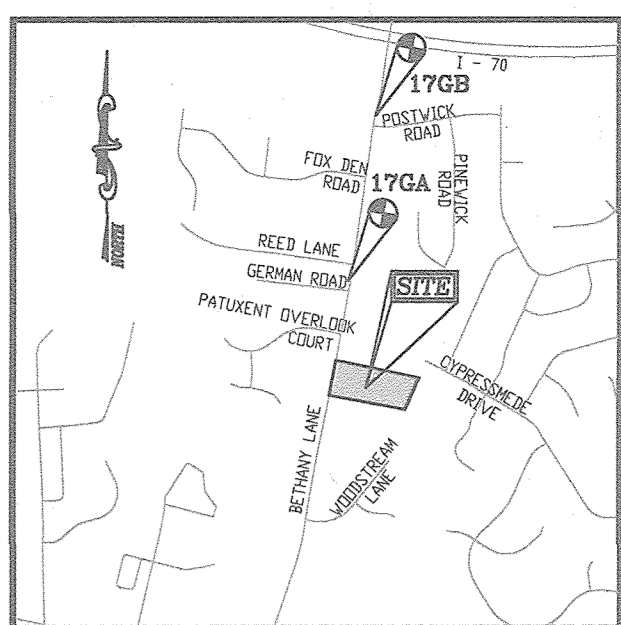 I - 70
17GB
POSTWICK
ROAD
FOX DEN
ROAD
PINEWICK
ROAD
17GA
NORTH
REED LANE
GERMAN ROAD
SITE
PATUXENT OVERLOOK
COURT
CYPRESSMEDE
DRIVE
BETHANY LANE
WOODSTREAM
LANE